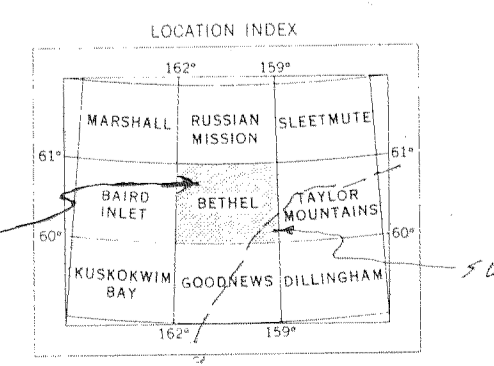 LOCATION INDEX
162° 159°
MARSHALL RUSSIAN MISSION SLEETMUTE
61° 61°
BAIRD INLET BETHEL TAYLOR MOUNTAINS
60° 60°
KUSKOKWIM BAY GOODNEWS DILLINGHAM
162° 159°